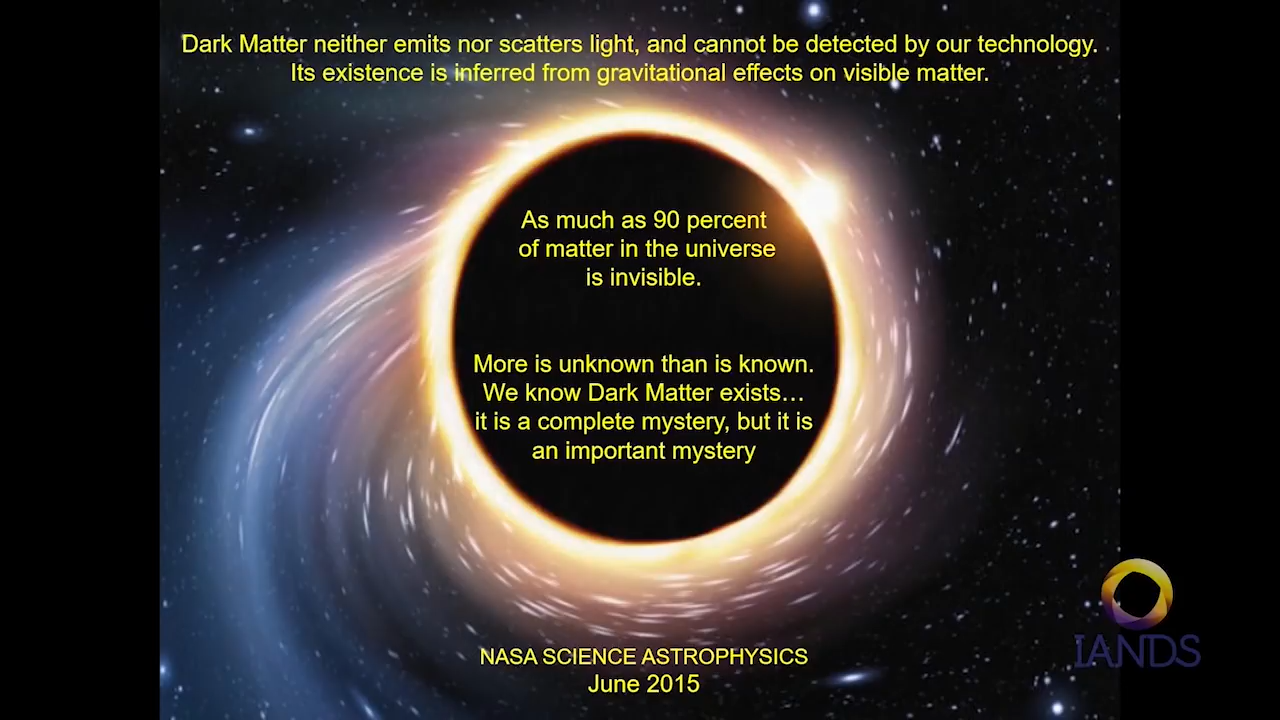 Dark Matter neither emits nor scatters light, and cannot be detected by our technology.
Its existence is inferred from gravitational effects on visible matter.
As much as 90 percent
of matter in the universe
is invisible.
More is unknown than is known.
We know Dark Matter exists…
it is a complete mystery, but it is
an important mystery
NASA SCIENCE ASTROPHYSICS
June 2015
IANDS